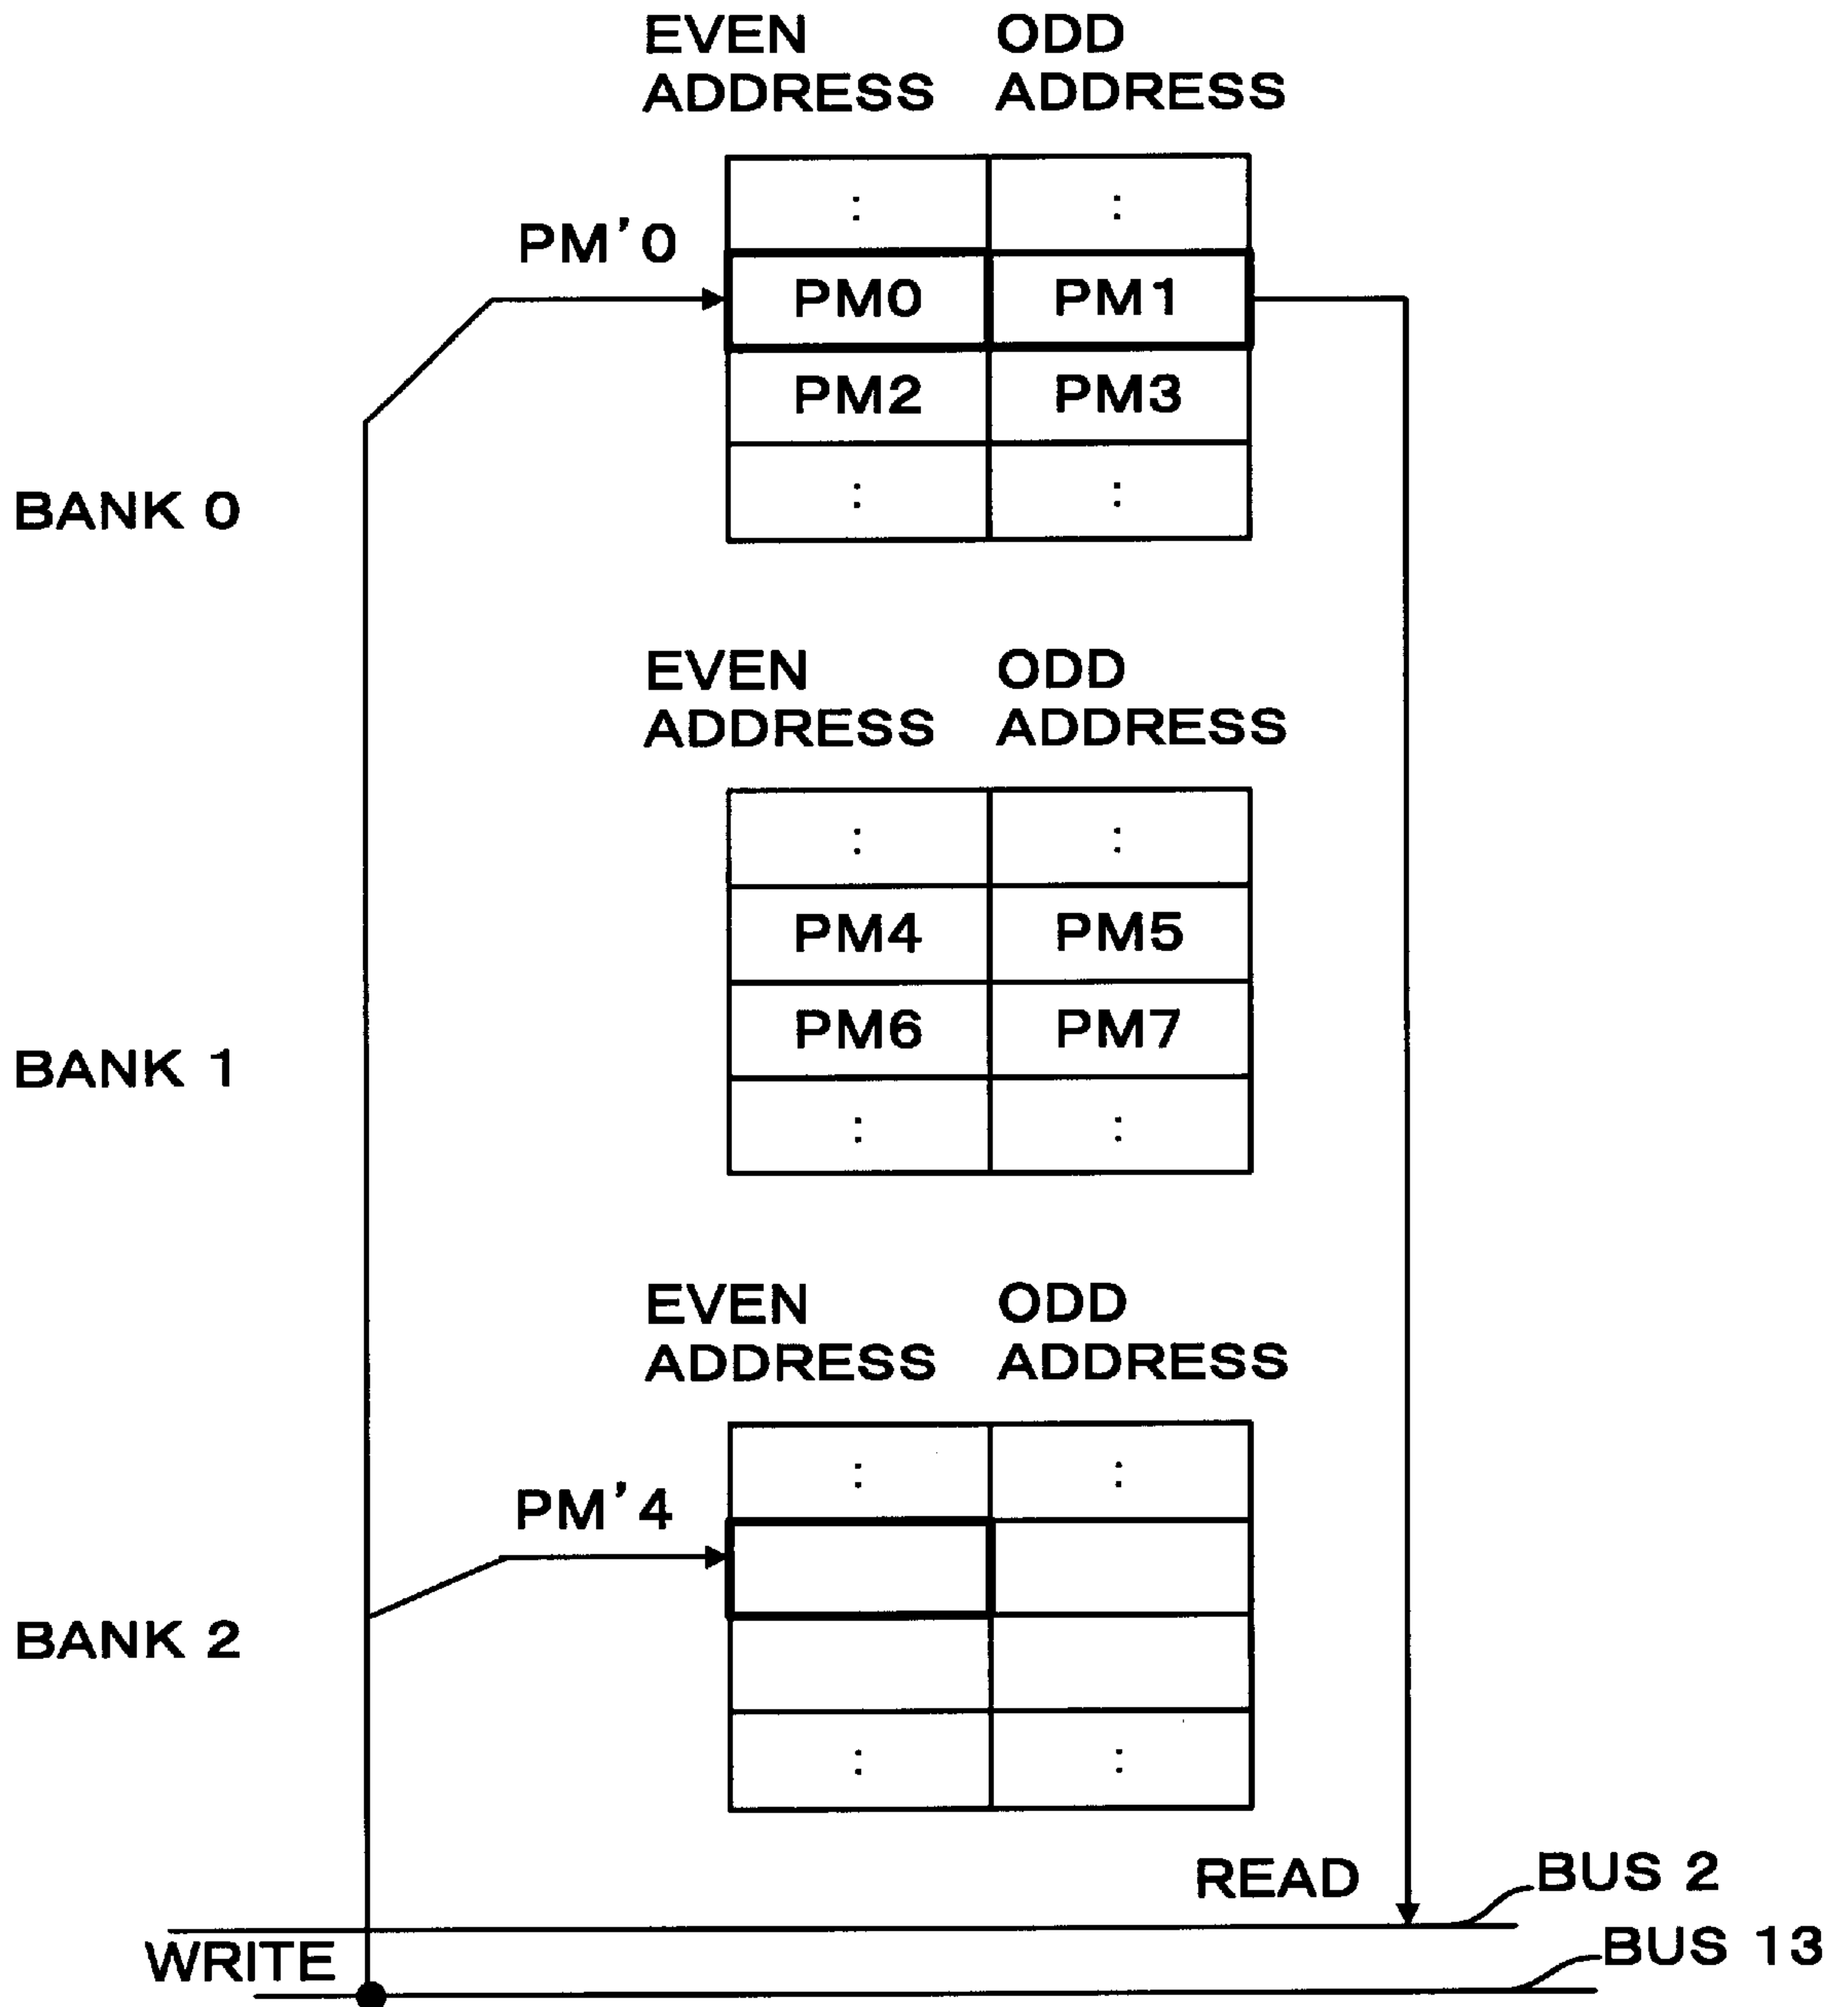 EVEN ODD
ADDRESS ADDRESS
: :
PM'0
PM0 PM1
PM2 PM3
: :
BANK 0
EVEN ODD
ADDRESS ADDRESS
: :
PM4 PM5
PM6 PM7
BANK 1
: :
EVEN ODD
ADDRESS ADDRESS
: :
PM'4
BANK 2
: :
READ
BUS 2
WRITE
BUS 13